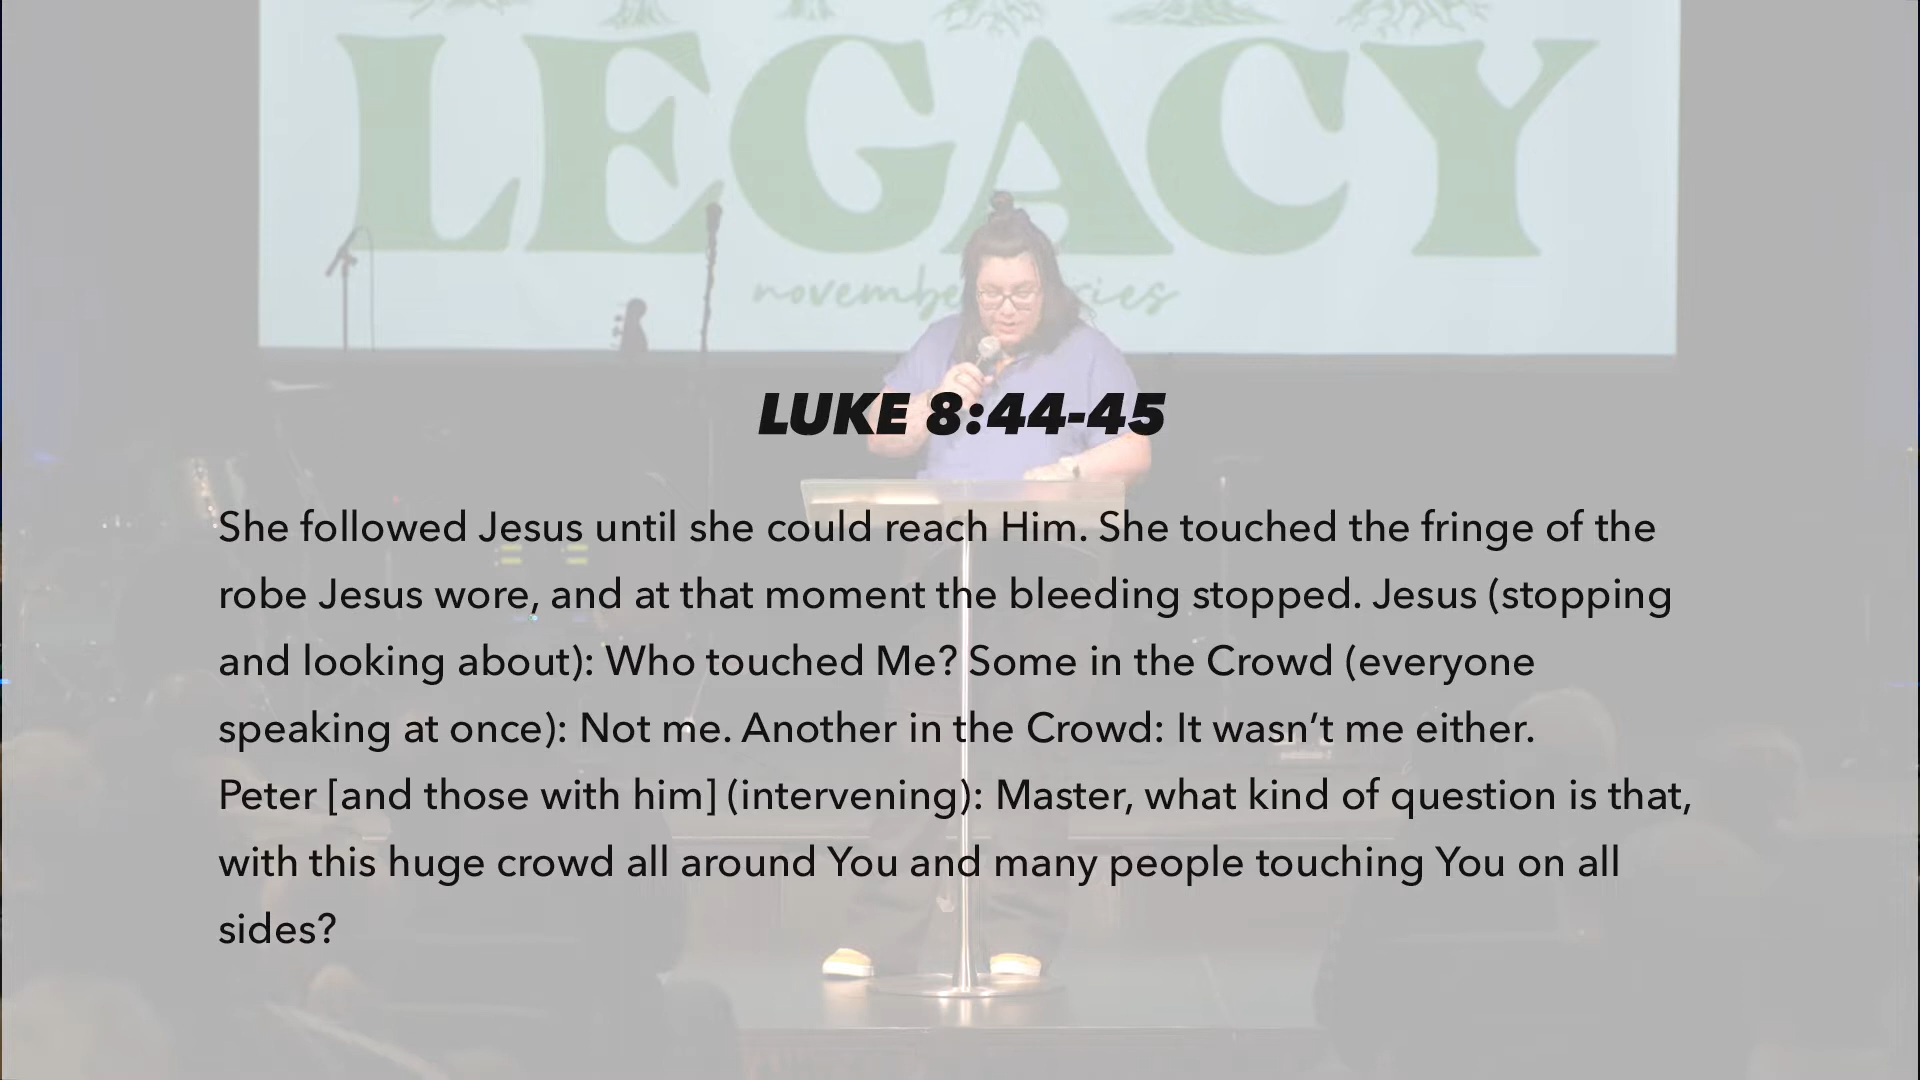 LEGACY
november series
LUKE 8:44-45
She followed Jesus until she could reach Him. She touched the fringe of the
robe Jesus wore, and at that moment the bleeding stopped. Jesus (stopping
and looking about): Who touched Me? Some in the Crowd (everyone
speaking at once): Not me. Another in the Crowd: It wasn’t me either.
Peter [and those with him] (intervening): Master, what kind of question is that,
with this huge crowd all around You and many people touching You on all
sides?